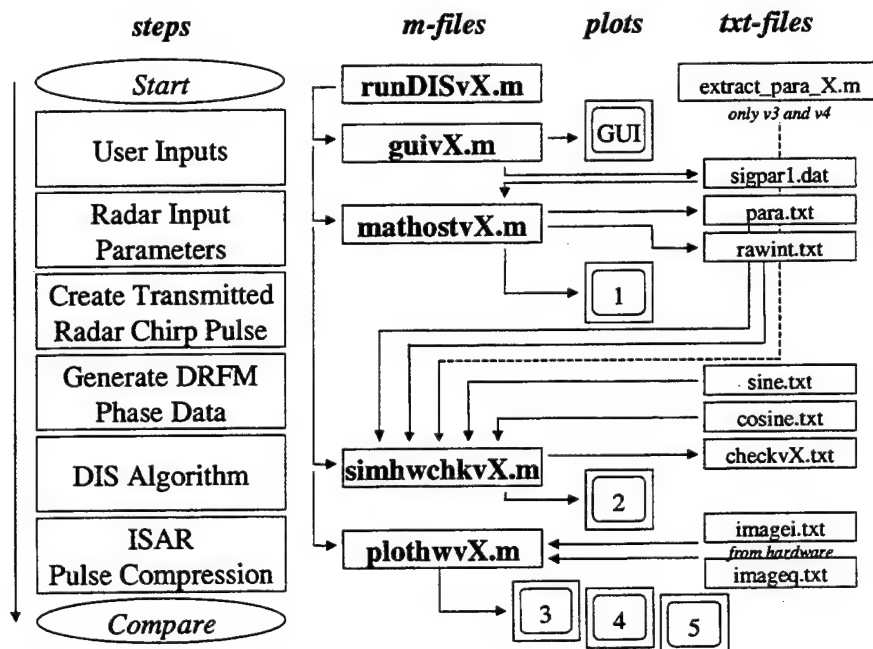 steps m-files plots txt-files
Start runDISvX.m extract_para_X.m
only v3 and v4
User Inputs guivX.m GUI
sigpar1.dat
Radar Input
Parameters
mathostvX.m para.txt
rawint.txt
Create Transmitted
Radar Chirp Pulse
1
Generate DRFM
Phase Data
sine.txt
cosine.txt
DIS Algorithm simhwchkvX.m checkvX.txt
2
ISAR
Pulse Compression
plothwvX.m imagei.txt
from hardware
imageq.txt
Compare 3 4 5